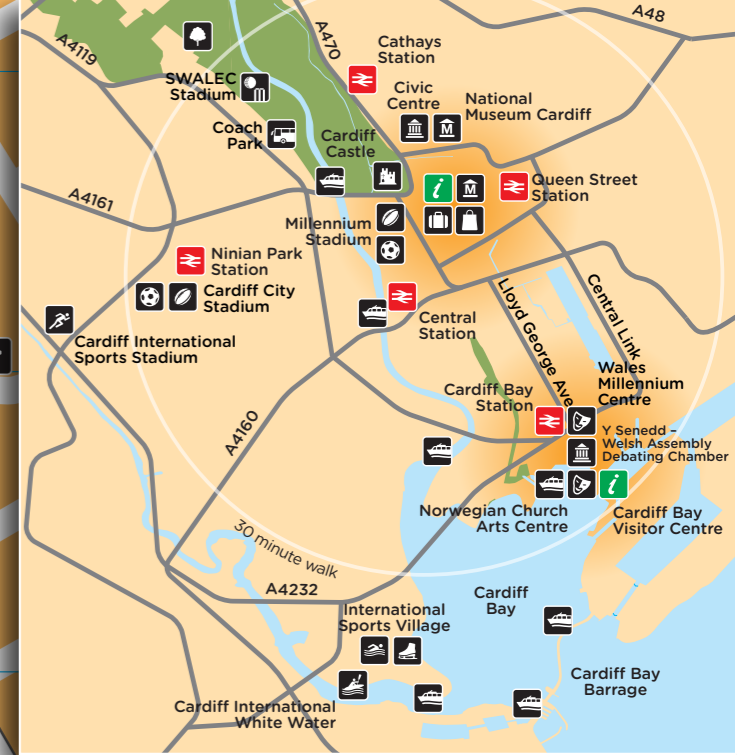 A48
A470
A4119
Cathays
Station
SWALEC
Stadium
Civic
Centre
National
Museum Cardiff
Coach
Park
Cardiff
Castle
M
i
M
Queen Street
Station
A4161
Millennium
Stadium
Ninian Park
Station
Cardiff City
Stadium
Lloyd George Ave
Central Link
Central
Station
Cardiff International
Sports Stadium
Wales
Millennium
Centre
Cardiff Bay
Station
A4160
Y Senedd –
Welsh Assembly
Debating Chamber
i
Norwegian Church
Arts Centre
Cardiff Bay
Visitor Centre
30 minute walk
A4232
Cardiff
Bay
International
Sports Village
Cardiff Bay
Barrage
Cardiff International
White Water